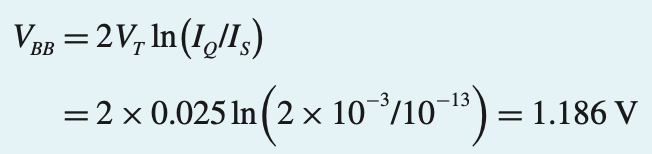 V_BB = 2V_T ln(I_Q/I_S)
= 2 × 0.025 ln(2 × 10⁻³/10⁻¹³) = 1.186 V